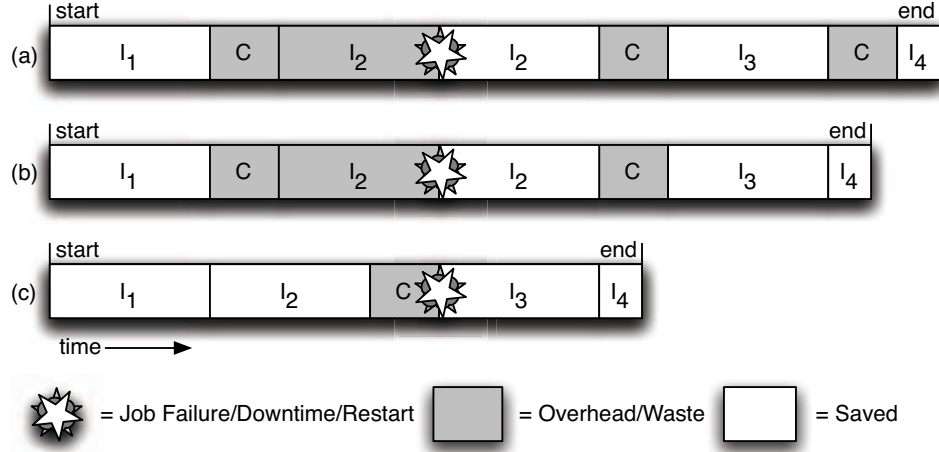 start end
(a) I1 C I2 I2 C I3 C I4
start end
(b) I1 C I2 I2 C I3 I4
start end
(c) I1 I2 C I3 I4
time
= Job Failure/Downtime/Restart = Overhead/Waste = Saved